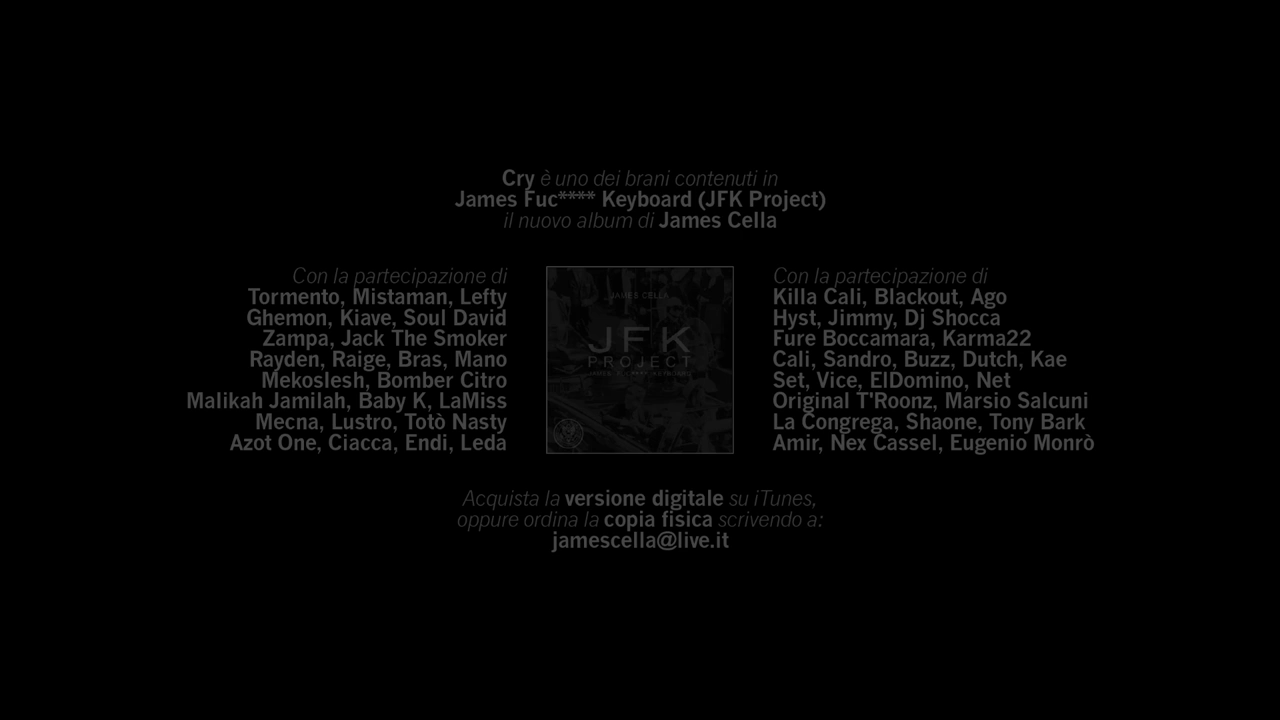 Cry è uno dei brani contenuti in
James Fuc**** Keyboard (JFK Project)
il nuovo album di James Cella
Con la partecipazione di
Tormento, Mistaman, Lefty
Ghemon, Kiave, Soul David
Zampa, Jack The Smoker
Rayden, Raige, Bras, Mano
Mekoslesh, Bomber Citro
Malikah Jamilah, Baby K, LaMiss
Mecna, Lustro, Totò Nasty
Azot One, Ciacca, Endi, Leda
JAMES CELLA
JFK
PROJECT
JAMES FUC**** KEYBOARD
Con la partecipazione di
Killa Cali, Blackout, Ago
Hyst, Jimmy, Dj Shocca
Fure Boccamara, Karma22
Cali, Sandro, Buzz, Dutch, Kae
Set, Vice, ElDomino, Net
Original T'Roonz, Marsio Salcuni
La Congrega, Shaone, Tony Bark
Amir, Nex Cassel, Eugenio Monrò
Acquista la versione digitale su iTunes,
oppure ordina la copia fisica scrivendo a:
jamescella@live.it